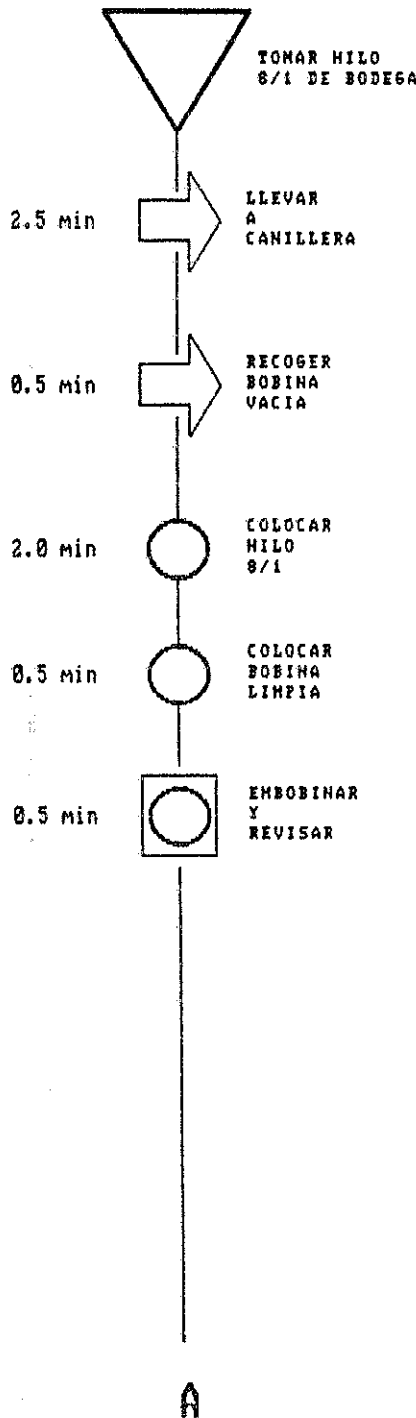 TOMAR HILO
8/1 DE BODEGA
2.5 min
LLEVAR
A
CANILLERA
0.5 min
RECOGER
BOBINA
VACIA
2.0 min
COLOCAR
HILO
8/1
0.5 min
COLOCAR
BOBINA
LIMPIA
0.5 min
EMBOBINAR
Y
REVISAR
A